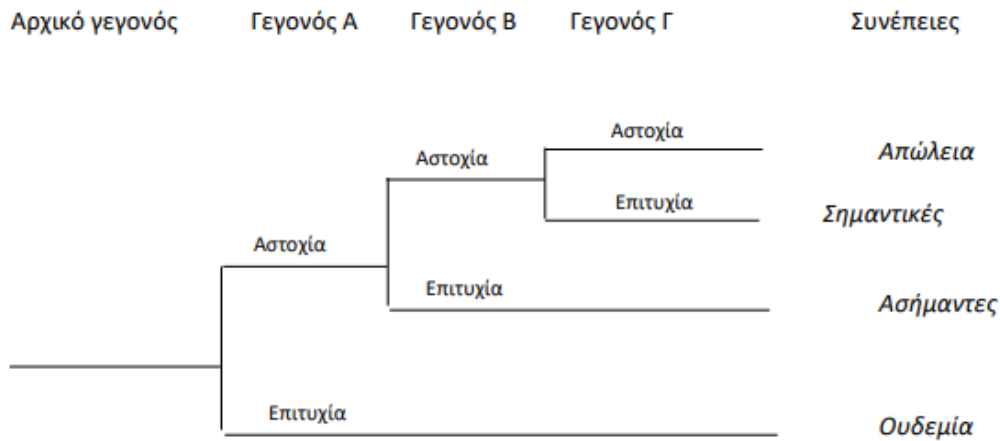 Αρχικό γεγονός Γεγονός Α Γεγονός Β Γεγονός Γ Συνέπειες
Αστοχία
Απώλεια
Αστοχία
Επιτυχία
Σημαντικές
Αστοχία
Επιτυχία
Ασήμαντες
Επιτυχία
Ουδεμία